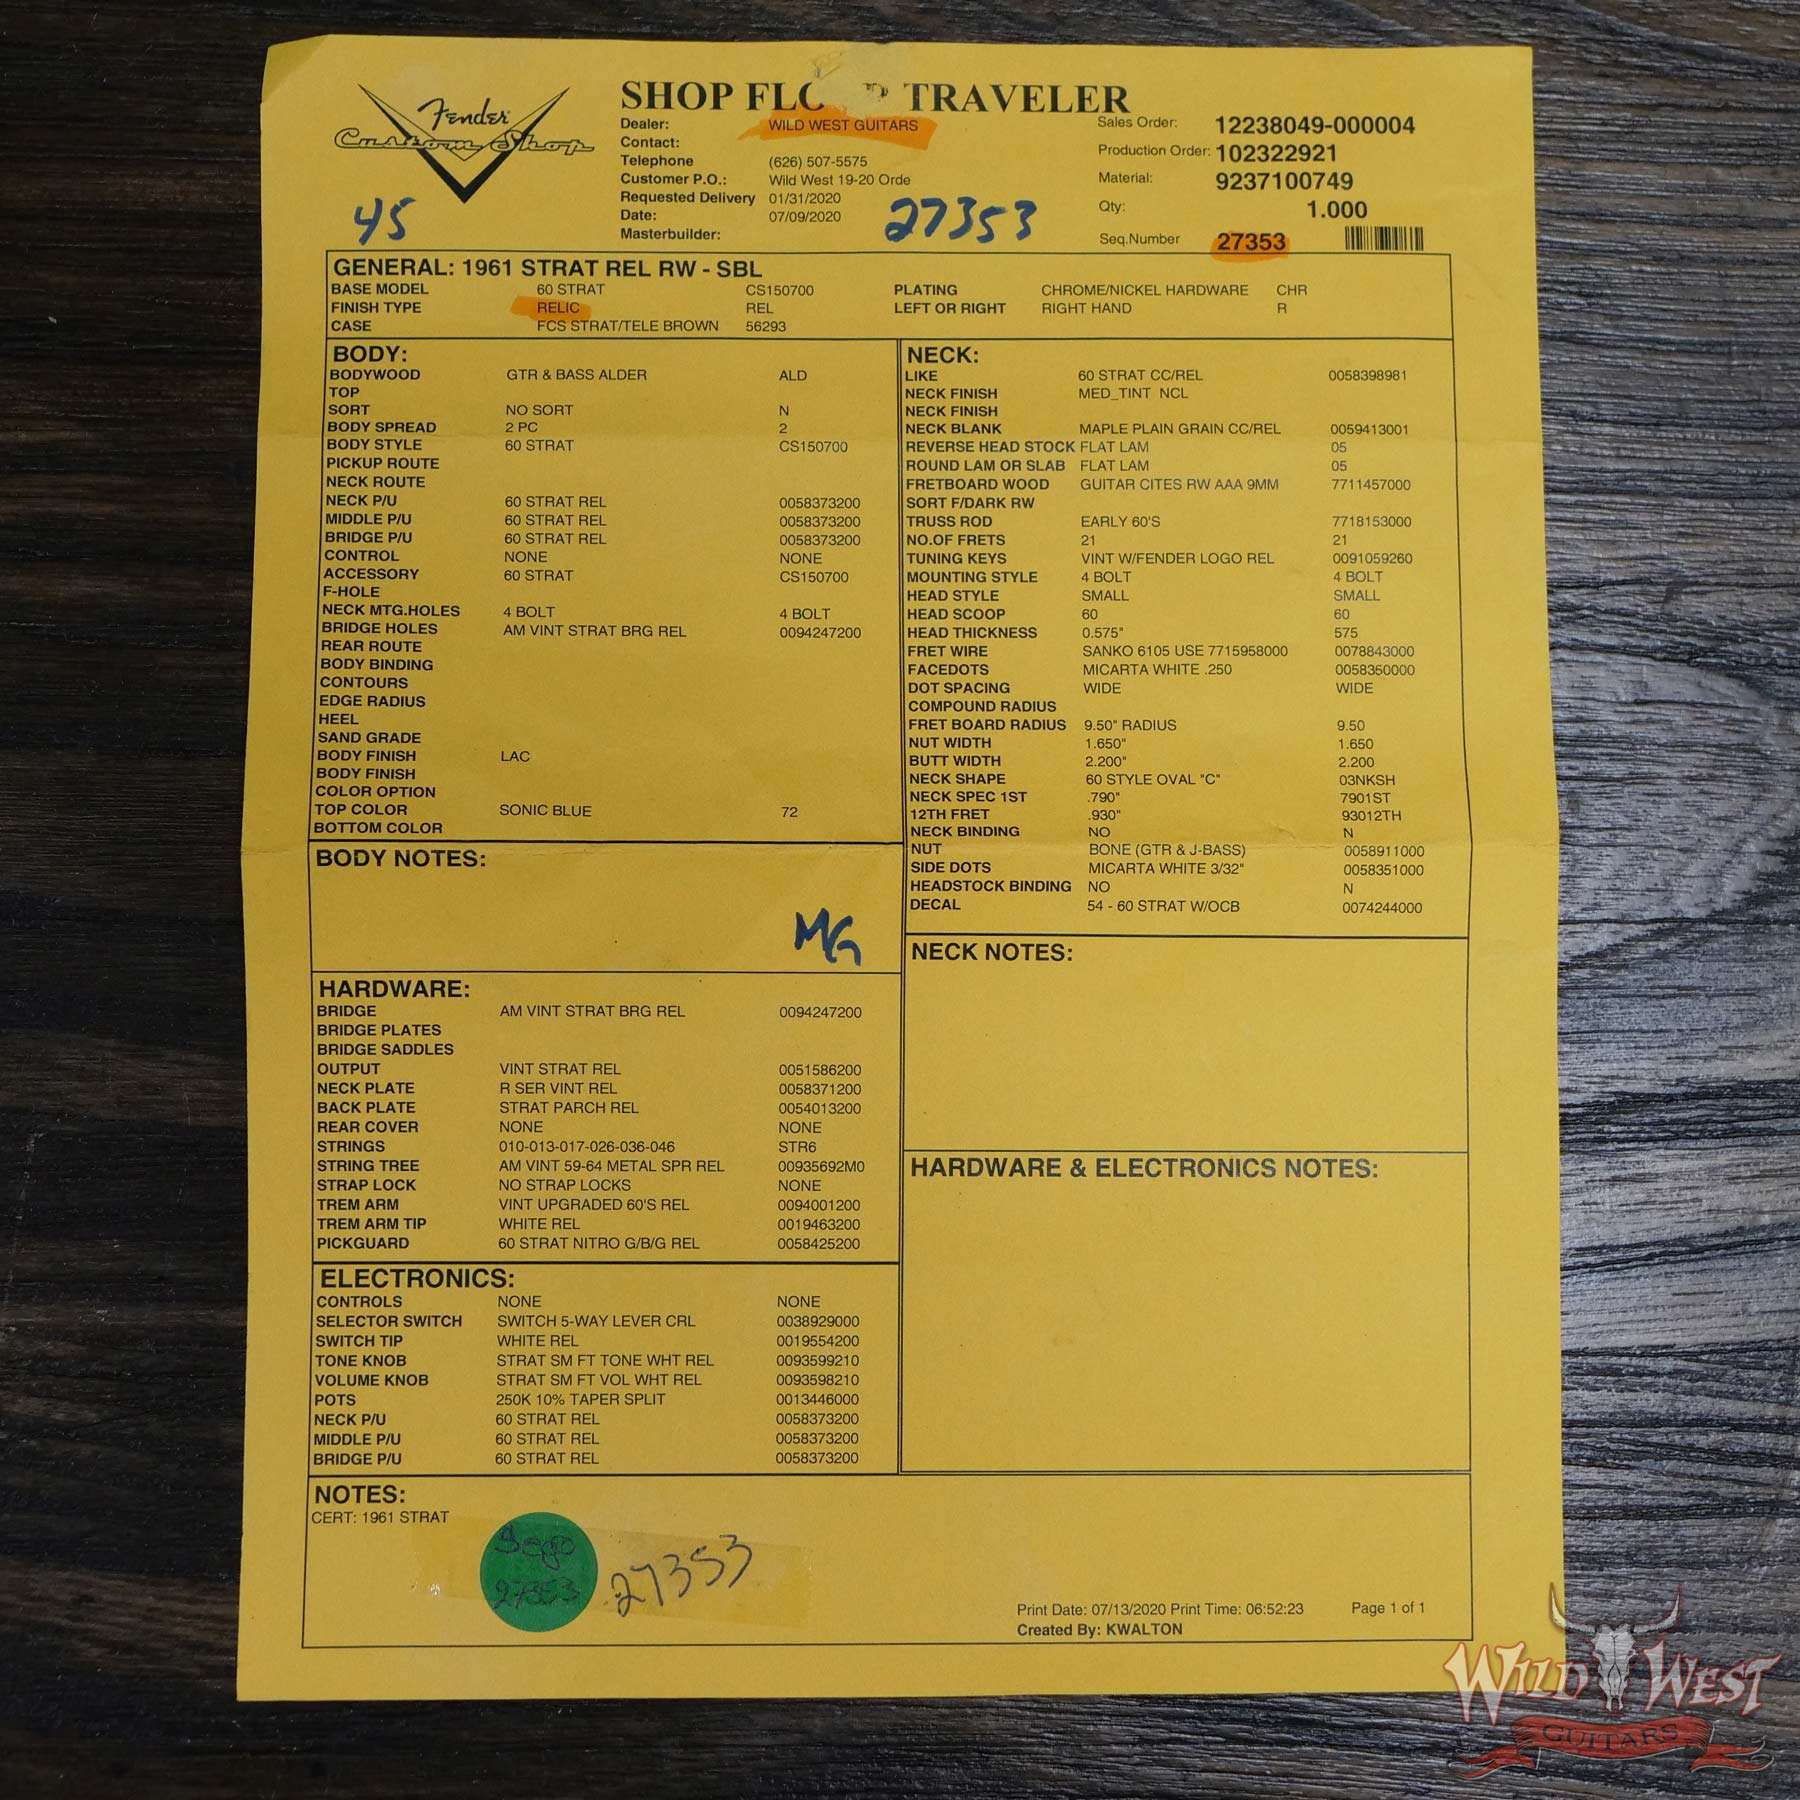 Fender
Custom Shop
SHOP FLO R TRAVELER
Dealer: WILD WEST GUITARS
Contact:
Telephone (626) 507-5575
Customer P.O.: Wild West 19-20 Orde
Requested Delivery 01/31/2020
Date: 07/09/2020
Masterbuilder:
Sales Order: 12238049-000004
Production Order: 102322921
Material: 9237100749
Qty: 1.000
Seq.Number 27353
45
27353
GENERAL: 1961 STRAT REL RW - SBL
BASE MODEL 60 STRAT CS150700 PLATING CHROME/NICKEL HARDWARE CHR
FINISH TYPE RELIC REL LEFT OR RIGHT RIGHT HAND R
CASE FCS STRAT/TELE BROWN 56293
BODY:
BODYWOOD GTR & BASS ALDER ALD
TOP
SORT NO SORT N
BODY SPREAD 2 PC 2
BODY STYLE 60 STRAT CS150700
PICKUP ROUTE
NECK ROUTE
NECK P/U 60 STRAT REL 0058373200
MIDDLE P/U 60 STRAT REL 0058373200
BRIDGE P/U 60 STRAT REL 0058373200
CONTROL NONE NONE
ACCESSORY 60 STRAT CS150700
F-HOLE
NECK MTG.HOLES 4 BOLT 4 BOLT
BRIDGE HOLES AM VINT STRAT BRG REL 0094247200
REAR ROUTE
BODY BINDING
CONTOURS
EDGE RADIUS
HEEL
SAND GRADE
BODY FINISH LAC
BODY FINISH
COLOR OPTION
TOP COLOR SONIC BLUE 72
BOTTOM COLOR
BODY NOTES:
MG
HARDWARE:
BRIDGE AM VINT STRAT BRG REL 0094247200
BRIDGE PLATES
BRIDGE SADDLES
OUTPUT VINT STRAT REL 0051586200
NECK PLATE R SER VINT REL 0058371200
BACK PLATE STRAT PARCH REL 0054013200
REAR COVER NONE NONE
STRINGS 010-013-017-026-036-046 STR6
STRING TREE AM VINT 59-64 METAL SPR REL 00935692M0
STRAP LOCK NO STRAP LOCKS NONE
TREM ARM VINT UPGRADED 60'S REL 0094001200
TREM ARM TIP WHITE REL 0019463200
PICKGUARD 60 STRAT NITRO G/B/G REL 0058425200
ELECTRONICS:
CONTROLS NONE NONE
SELECTOR SWITCH SWITCH 5-WAY LEVER CRL 0038929000
SWITCH TIP WHITE REL 0019554200
TONE KNOB STRAT SM FT TONE WHT REL 0093599210
VOLUME KNOB STRAT SM FT VOL WHT REL 0093598210
POTS 250K 10% TAPER SPLIT 0013446000
NECK P/U 60 STRAT REL 0058373200
MIDDLE P/U 60 STRAT REL 0058373200
BRIDGE P/U 60 STRAT REL 0058373200
NECK:
LIKE 60 STRAT CC/REL 0058398981
NECK FINISH MED_TINT NCL
NECK FINISH
NECK BLANK MAPLE PLAIN GRAIN CC/REL 0059413001
REVERSE HEAD STOCK FLAT LAM 05
ROUND LAM OR SLAB FLAT LAM 05
FRETBOARD WOOD GUITAR CITES RW AAA 9MM 7711457000
SORT F/DARK RW
TRUSS ROD EARLY 60'S 7718153000
NO.OF FRETS 21 21
TUNING KEYS VINT W/FENDER LOGO REL 0091059260
MOUNTING STYLE 4 BOLT 4 BOLT
HEAD STYLE SMALL SMALL
HEAD SCOOP 60 60
HEAD THICKNESS 0.575" 575
FRET WIRE SANKO 6105 USE 7715958000 0078843000
FACEDOTS MICARTA WHITE .250 0058350000
DOT SPACING WIDE WIDE
COMPOUND RADIUS
FRET BOARD RADIUS 9.50" RADIUS 9.50
NUT WIDTH 1.650" 1.650
BUTT WIDTH 2.200" 2.200
NECK SHAPE 60 STYLE OVAL "C" 03NKSH
NECK SPEC 1ST .790" 7901ST
12TH FRET .930" 93012TH
NECK BINDING NO N
NUT BONE (GTR & J-BASS) 0058911000
SIDE DOTS MICARTA WHITE 3/32" 0058351000
HEADSTOCK BINDING NO N
DECAL 54 - 60 STRAT W/OCB 0074244000
NECK NOTES:
HARDWARE & ELECTRONICS NOTES:
NOTES:
CERT: 1961 STRAT
27353
27353
Print Date: 07/13/2020 Print Time: 06:52:23 Page 1 of 1
Created By: KWALTON
WILD WEST
GUITARS